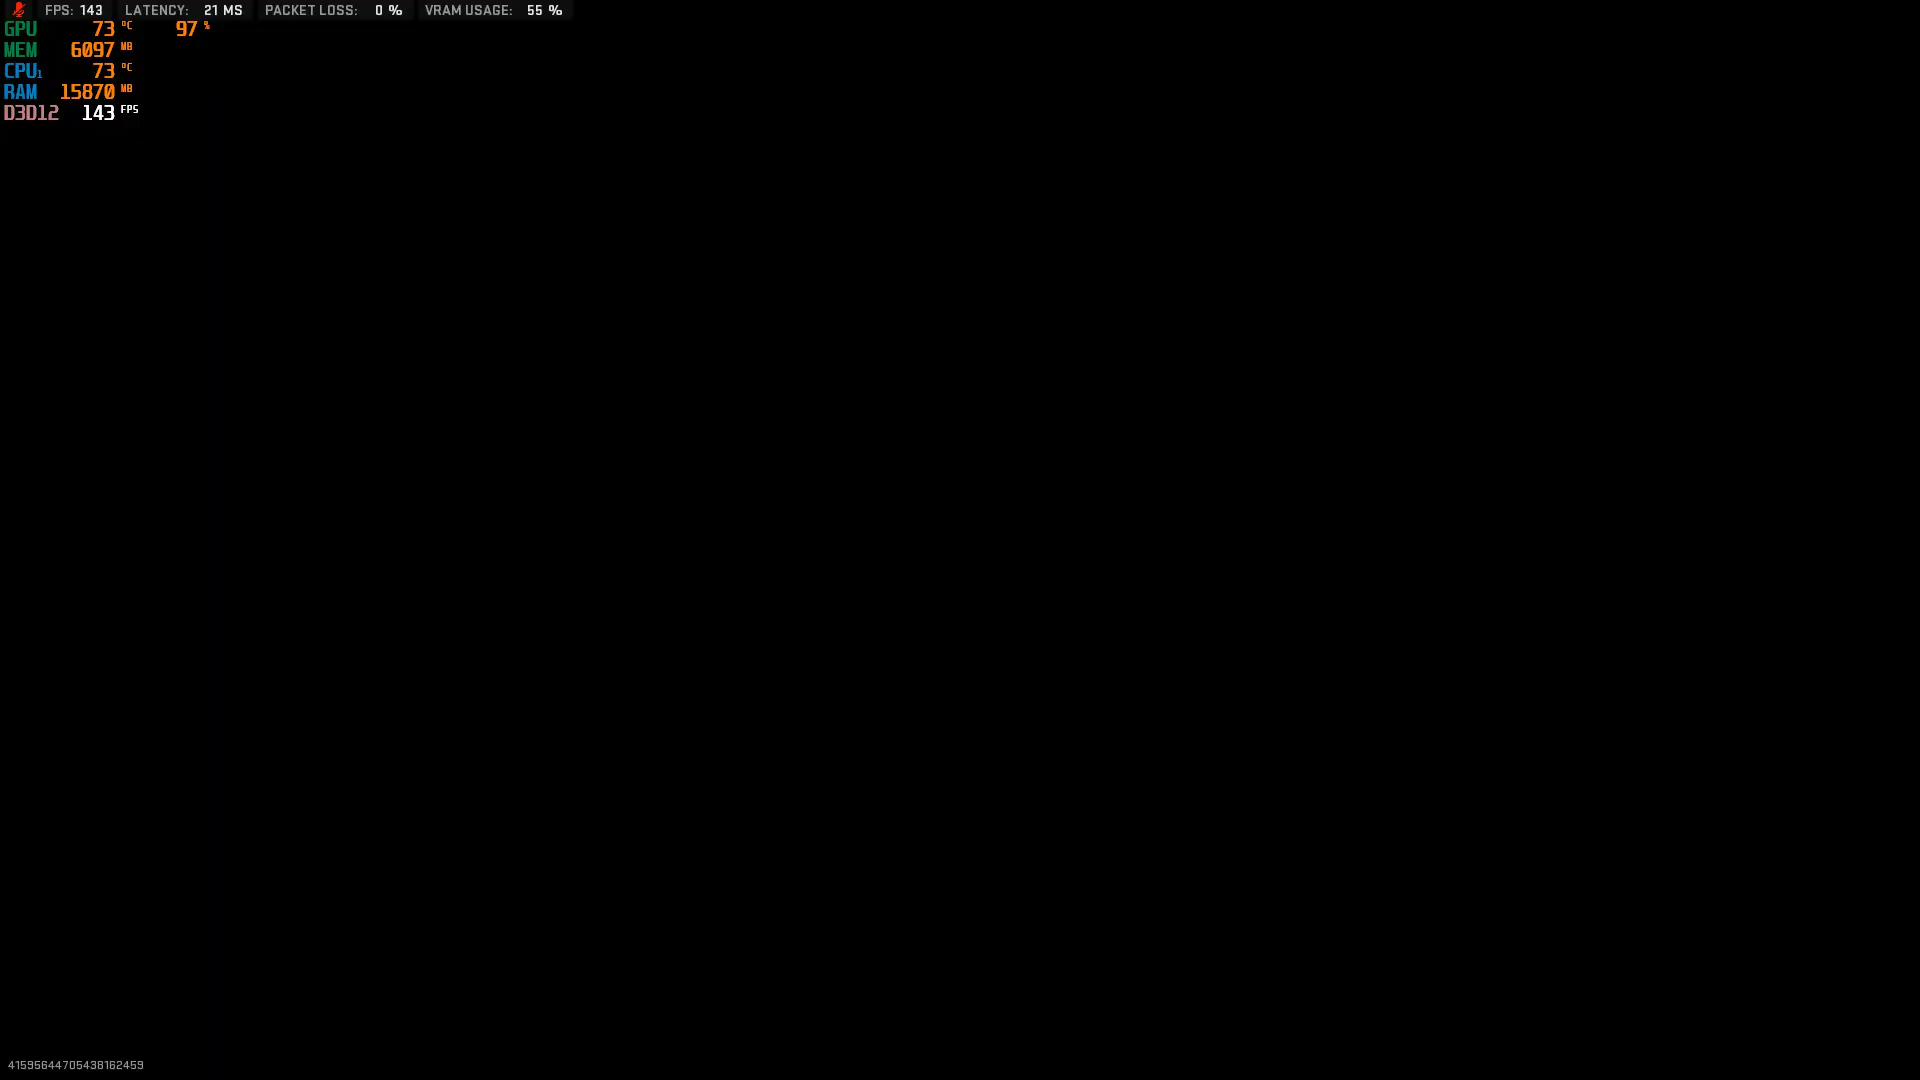 FPS: 143 LATENCY: 21 MS PACKET LOSS: 0 % VRAM USAGE: 55 %
GPU 73 °C 97 %
MEM 6097 MB
CPU1 73 °C
RAM 15870 MB
D3D12 143 FPS
41595644705438162459